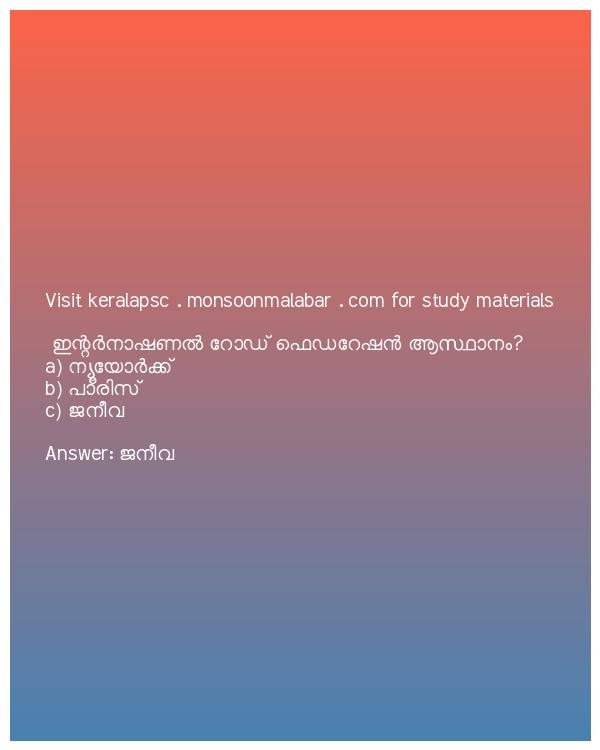 Visit keralapsc . monsoonmalabar . com for study materials
ഇന്റർനാഷണൽ റോഡ് ഫെഡറേഷൻ ആസ്ഥാനം?
a) ന്യൂയോർക്ക്
b) പാരിസ്
c) ജനീവ
Answer: ജനീവ